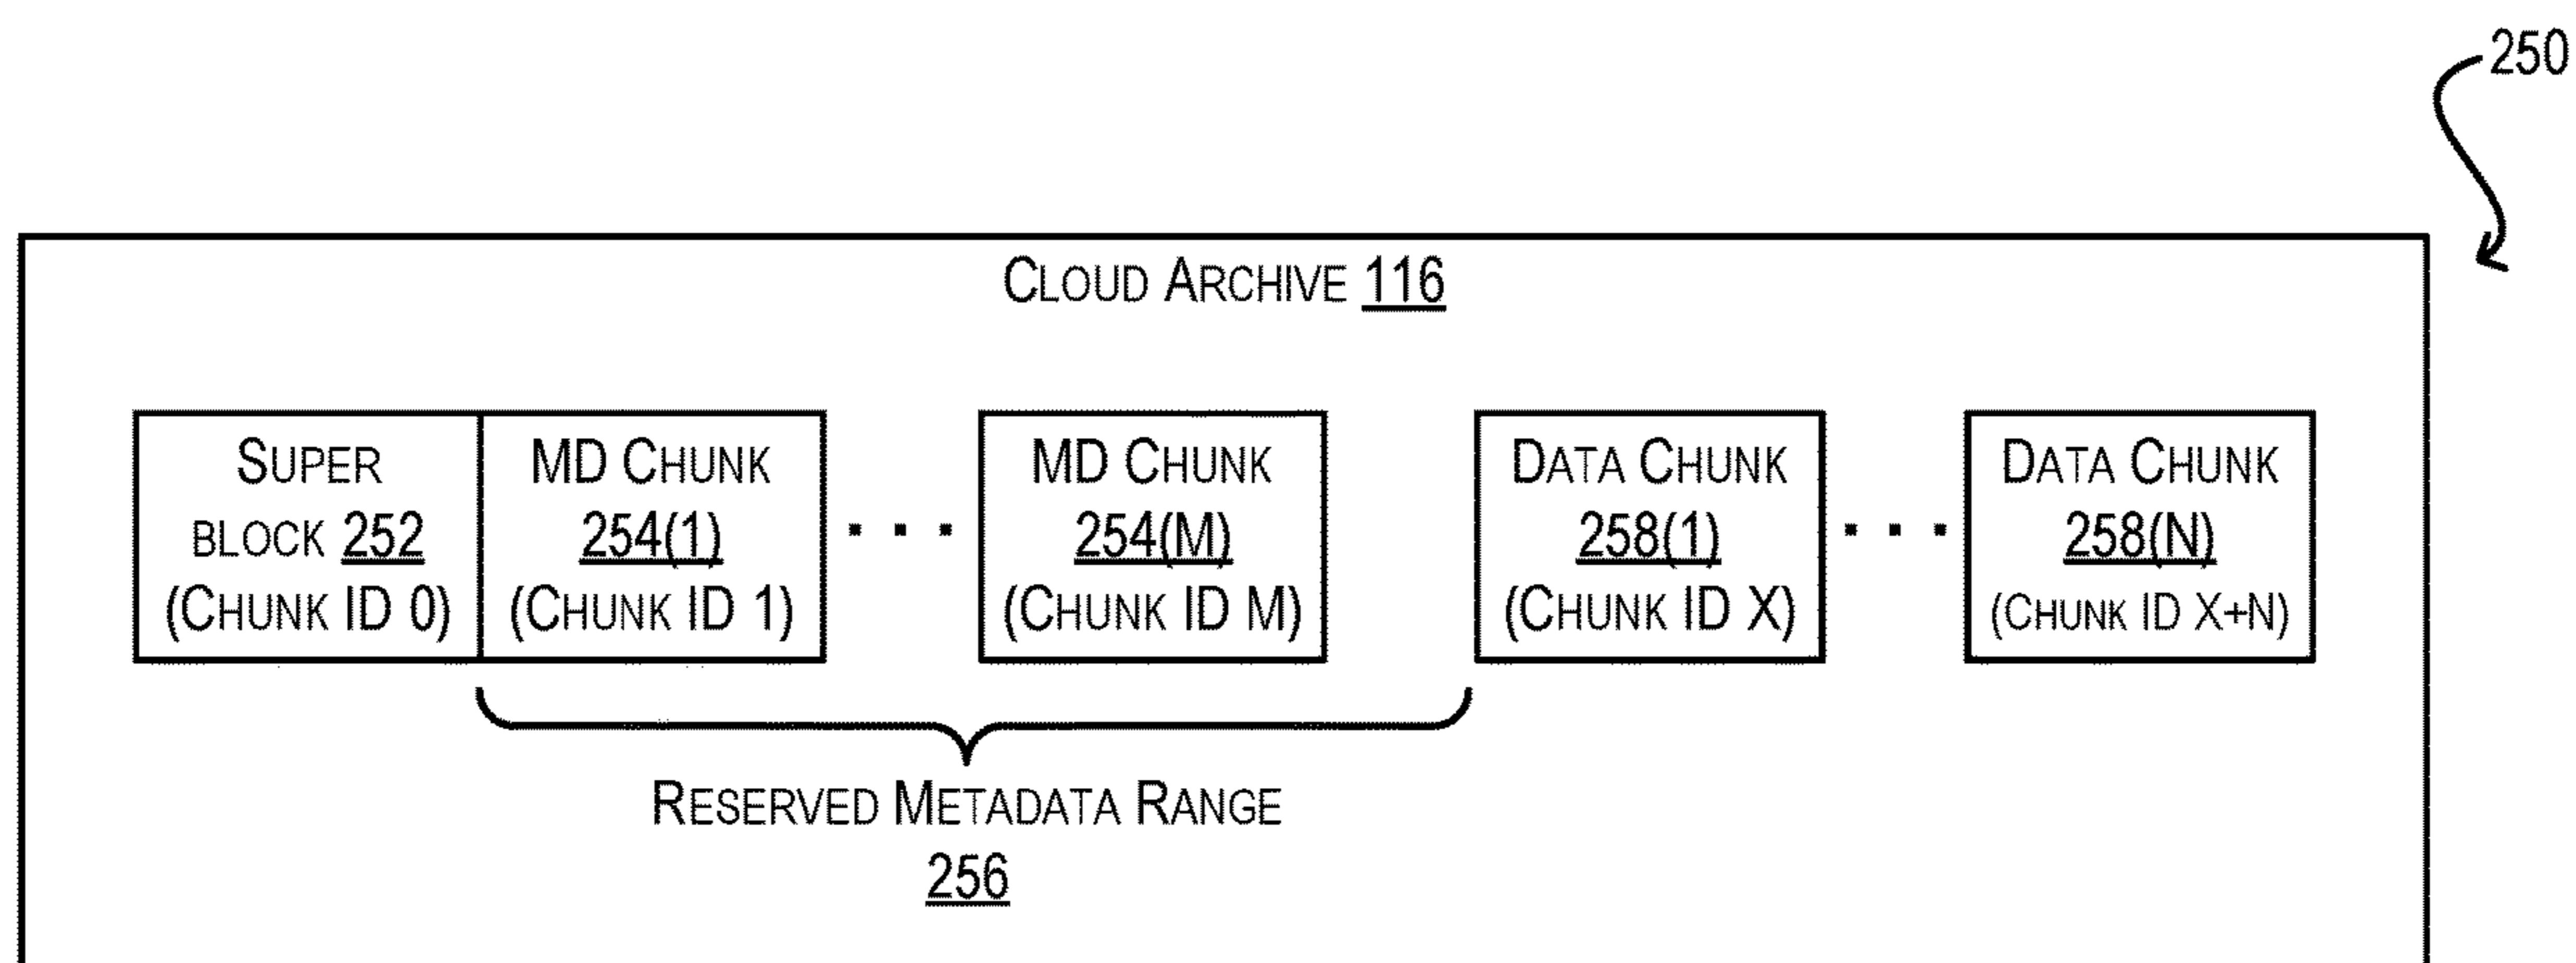 250
Cloud Archive 116
Super
block 252
(Chunk ID 0)
MD Chunk
254(1)
(Chunk ID 1)
. . .
MD Chunk
254(M)
(Chunk ID M)
Data Chunk
258(1)
(Chunk ID X)
. . .
Data Chunk
258(N)
(Chunk ID X+N)
Reserved Metadata Range
256